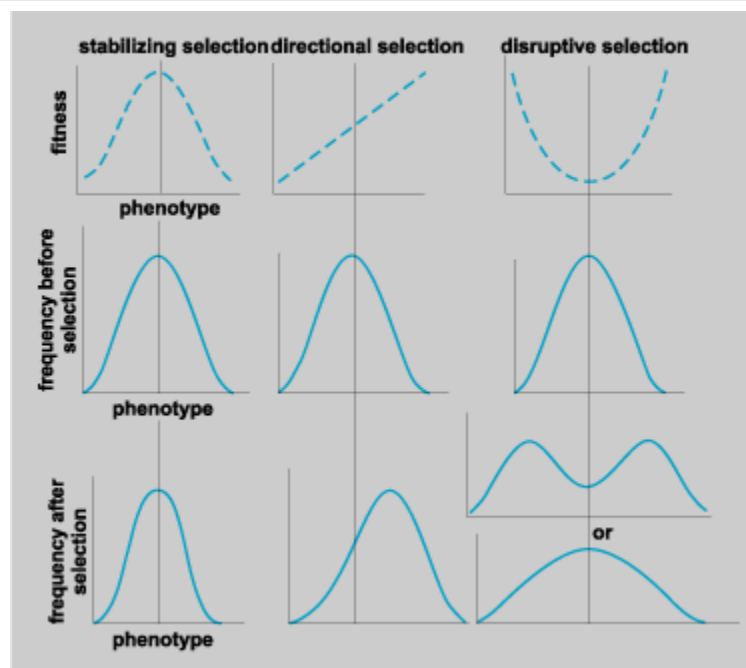 stabilizing selection directional selection disruptive selection
fitness
phenotype
frequency before
selection
phenotype
or
frequency after
selection
phenotype